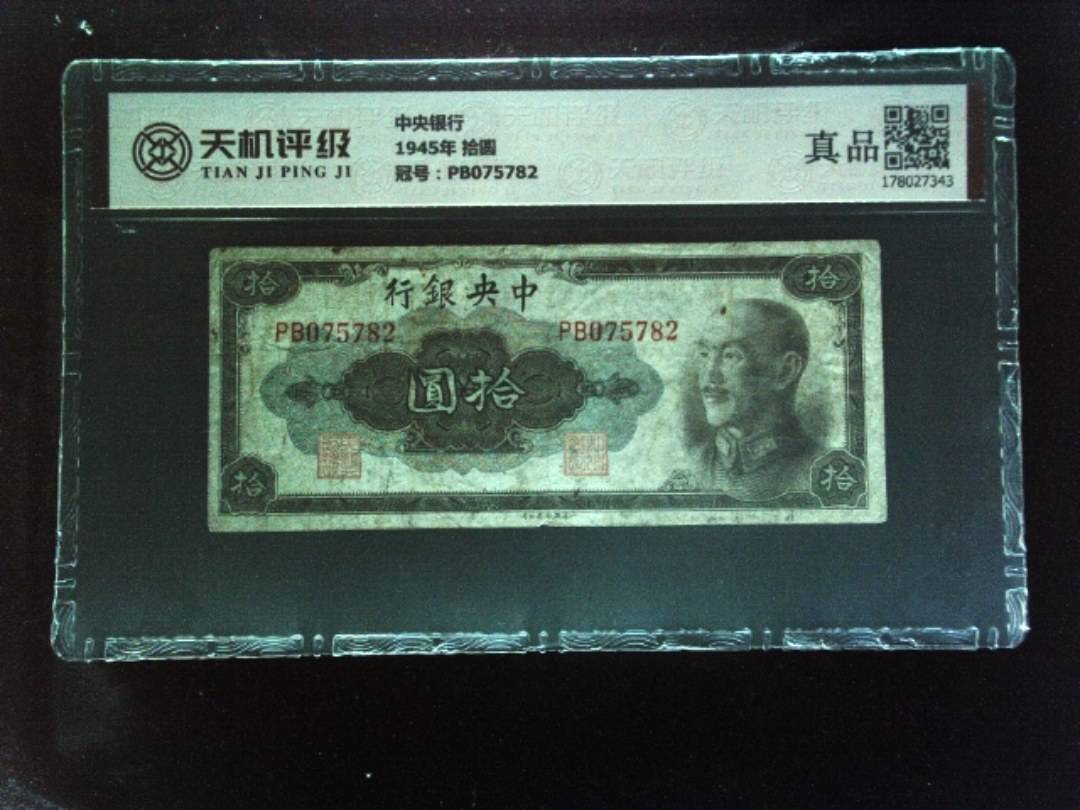 天机评级
TIAN JI PING JI
中央银行
1945年 拾圆
冠号：PB075782
真品
178027343
拾
行銀央中
拾
PB075782
PB075782
圓拾
拾
拾